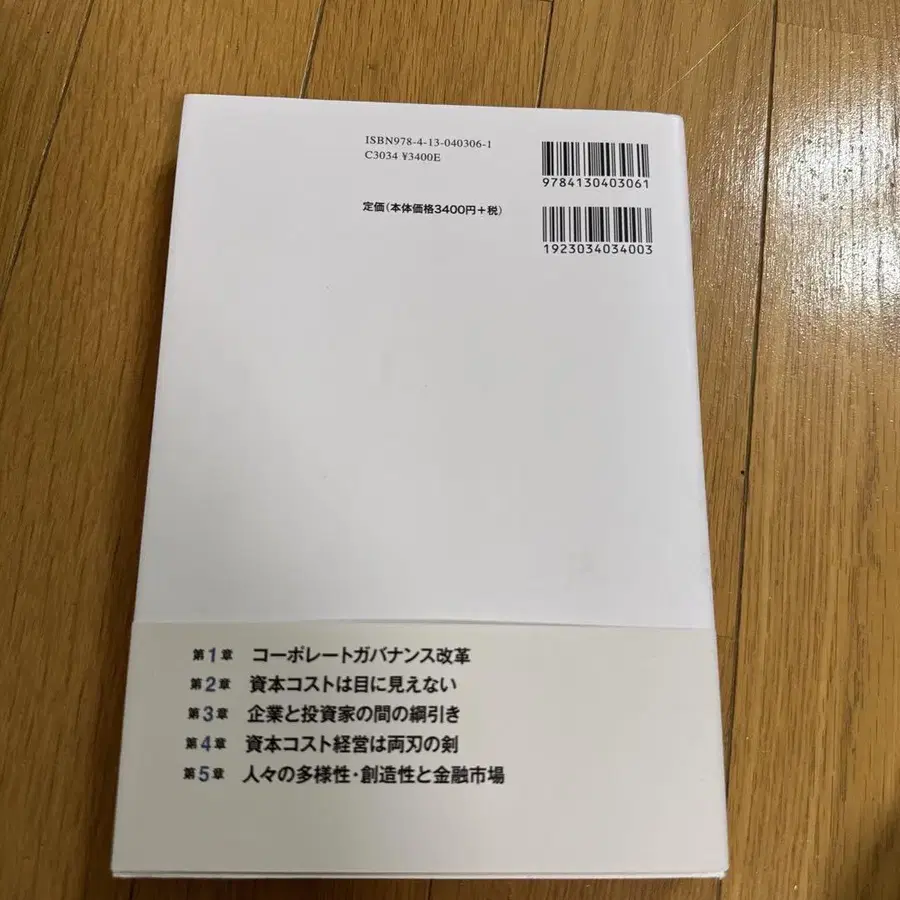 ISBN978-4-13-040306-1
C3034 ¥3400E
定価(本体価格3400円+税)
9784130403061
1923034034003
第1章 コーポレートガバナンス改革
第2章 資本コストは目に見えない
第3章 企業と投資家の間の綱引き
第4章 資本コスト経営は両刃の剣
第5章 人々の多様性・創造性と金融市場